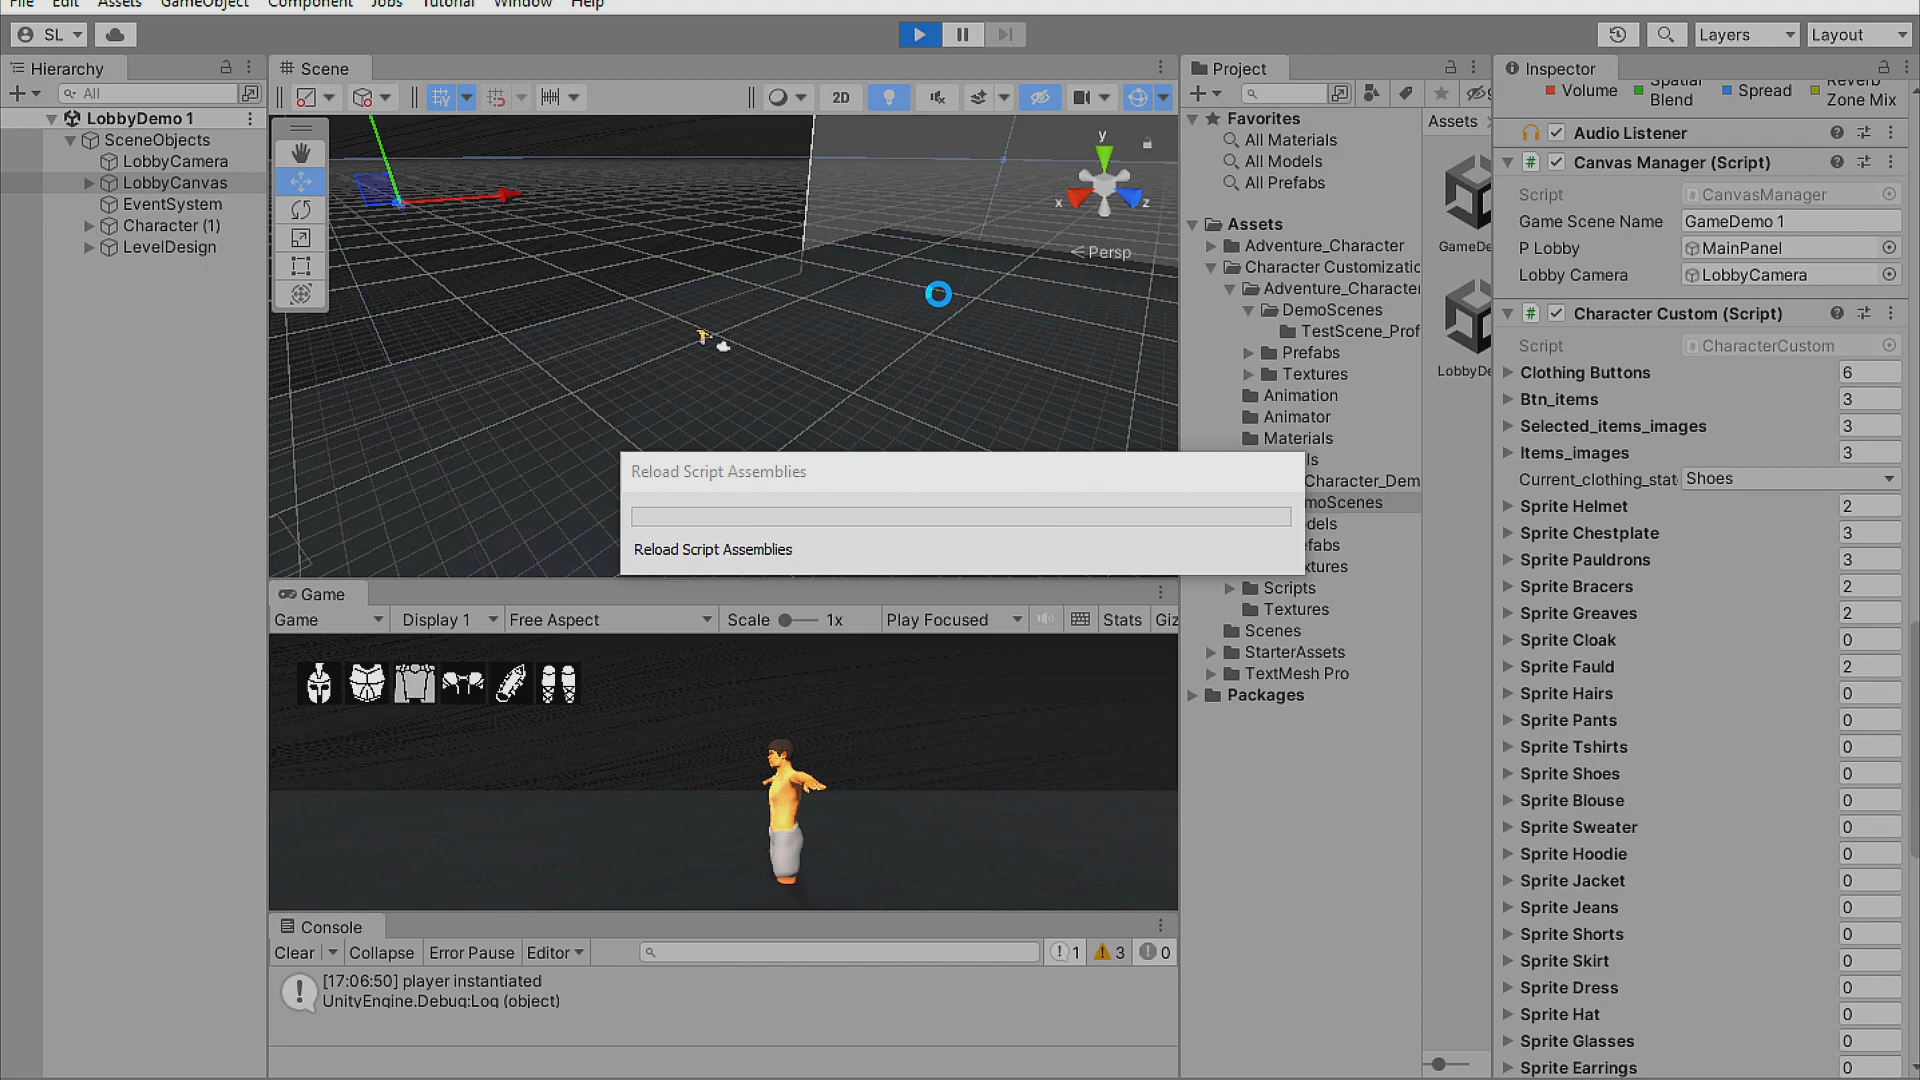 File Edit Assets GameObject Component Jobs Tutorial Window Help
SL
Layers
Layout
Hierarchy
All
LobbyDemo 1
SceneObjects
LobbyCamera
LobbyCanvas
EventSystem
Character (1)
LevelDesign
Scene
2D
y
x
z
Persp
Reload Script Assemblies
Reload Script Assemblies
Game
Game
Display 1
Free Aspect
Scale
1x
Play Focused
Stats
Giz
Console
Clear
Collapse
Error Pause
Editor
1
3
0
[17:06:50] player instantiated
UnityEngine.Debug:Log (object)
Project
9
Favorites
All Materials
All Models
All Prefabs
Assets
Adventure_Character
Character Customizatic
Adventure_Character
DemoScenes
TestScene_Prof
Prefabs
Textures
Animation
Animator
Materials
ls
Character_Dem
moScenes
dels
fabs
xtures
Scripts
Textures
Scenes
StarterAssets
TextMesh Pro
Packages
Assets
GameDe
LobbyDe
Inspector
Volume
Spatial Blend
Spread
Reverb Zone Mix
Audio Listener
Canvas Manager (Script)
Script CanvasManager
Game Scene Name GameDemo 1
P Lobby MainPanel
Lobby Camera LobbyCamera
Character Custom (Script)
Script CharacterCustom
Clothing Buttons 6
Btn_items 3
Selected_items_images 3
Items_images 3
Current_clothing_stat Shoes
Sprite Helmet 2
Sprite Chestplate 3
Sprite Pauldrons 3
Sprite Bracers 2
Sprite Greaves 2
Sprite Cloak 0
Sprite Fauld 2
Sprite Hairs 0
Sprite Pants 0
Sprite Tshirts 0
Sprite Shoes 0
Sprite Blouse 0
Sprite Sweater 0
Sprite Hoodie 0
Sprite Jacket 0
Sprite Jeans 0
Sprite Shorts 0
Sprite Skirt 0
Sprite Dress 0
Sprite Hat 0
Sprite Glasses 0
Sprite Earrings 0